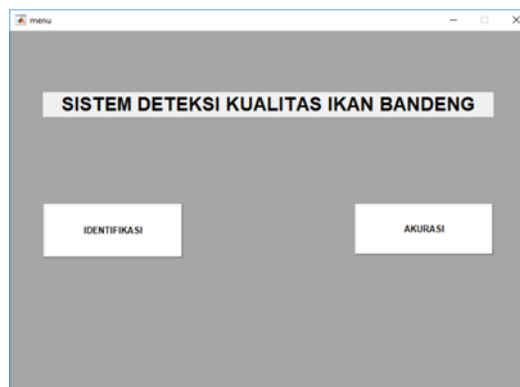 menu
SISTEM DETEKSI KUALITAS IKAN BANDENG
IDENTIFIKASI
AKURASI